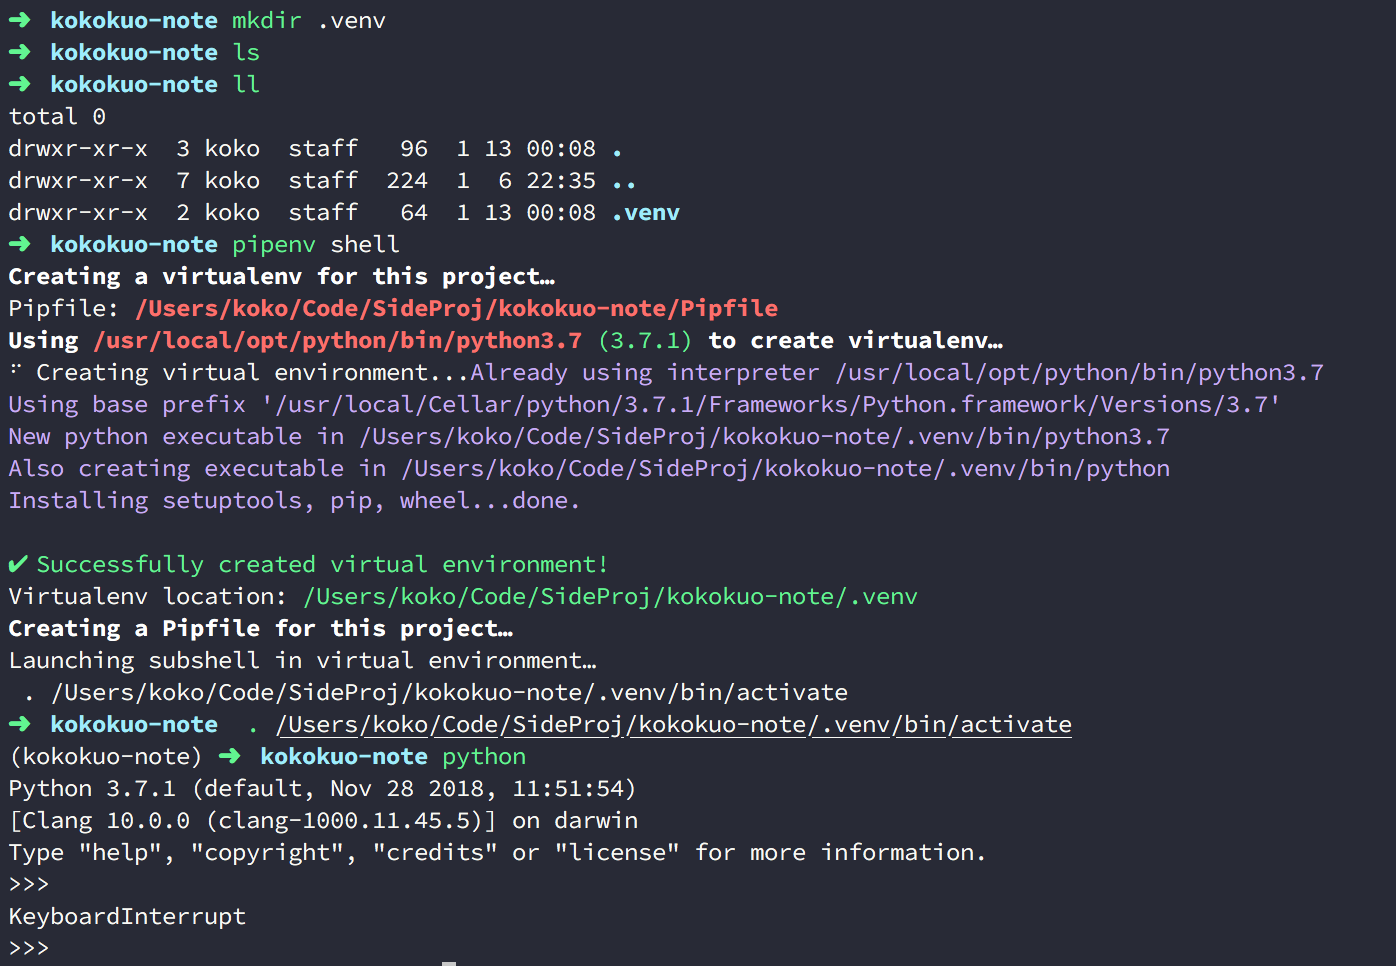 ➜ kokokuo-note mkdir .venv
➜ kokokuo-note ls
➜ kokokuo-note ll
total 0
drwxr-xr-x  3 koko  staff   96  1 13 00:08 .
drwxr-xr-x  7 koko  staff  224  1  6 22:35 ..
drwxr-xr-x  2 koko  staff   64  1 13 00:08 .venv
➜ kokokuo-note pipenv shell
Creating a virtualenv for this project…
Pipfile: /Users/koko/Code/SideProj/kokokuo-note/Pipfile
Using /usr/local/opt/python/bin/python3.7 (3.7.1) to create virtualenv…
⠋ Creating virtual environment...Already using interpreter /usr/local/opt/python/bin/python3.7
Using base prefix '/usr/local/Cellar/python/3.7.1/Frameworks/Python.framework/Versions/3.7'
New python executable in /Users/koko/Code/SideProj/kokokuo-note/.venv/bin/python3.7
Also creating executable in /Users/koko/Code/SideProj/kokokuo-note/.venv/bin/python
Installing setuptools, pip, wheel...done.
✔ Successfully created virtual environment!
Virtualenv location: /Users/koko/Code/SideProj/kokokuo-note/.venv
Creating a Pipfile for this project…
Launching subshell in virtual environment…
 . /Users/koko/Code/SideProj/kokokuo-note/.venv/bin/activate
➜ kokokuo-note  . /Users/koko/Code/SideProj/kokokuo-note/.venv/bin/activate
(kokokuo-note) ➜ kokokuo-note python
Python 3.7.1 (default, Nov 28 2018, 11:51:54)
[Clang 10.0.0 (clang-1000.11.45.5)] on darwin
Type "help", "copyright", "credits" or "license" for more information.
>>>
KeyboardInterrupt
>>>